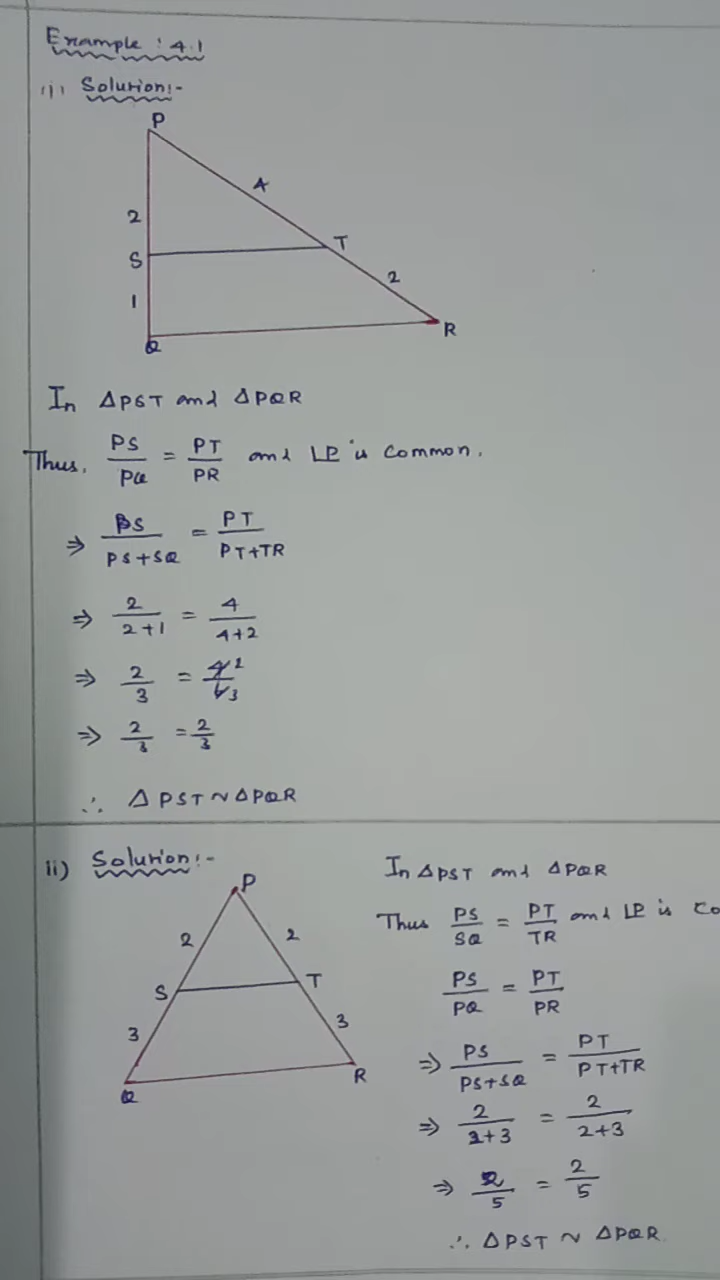 Example : 4.1
(i) Solution:-
P
4
2
S
T
2
1
Q
R
In ΔPST and ΔPQR
Thus, PS/PQ = PT/PR and ∟P is common.
⇒ PS/PS+SQ = PT/PT+TR
⇒ 2/2+1 = 4/4+2
⇒ 2/3 = 4 2/6 3
⇒ 2/3 = 2/3
∴ ΔPST ~ ΔPQR
ii) Solution:-
P
2
2
S
T
3
3
Q
R
In ΔPST and ΔPQR
Thus PS/SQ = PT/TR and ∟P is co
PS/PQ = PT/PR
⇒ PS/PS+SQ = PT/PT+TR
⇒ 2/2+3 = 2/2+3
⇒ 2/5 = 2/5
∴ ΔPST ~ ΔPQR.